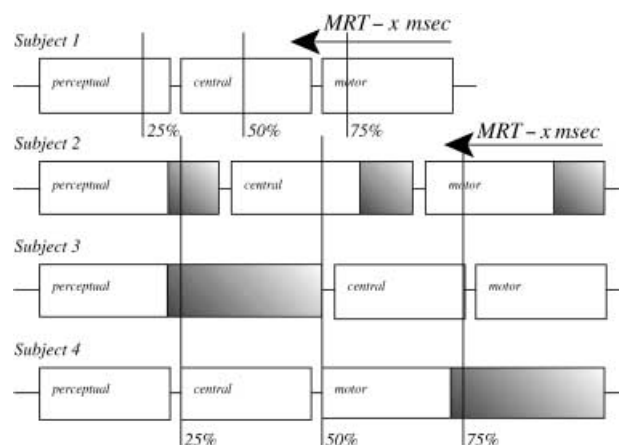 MRT – x msec
Subject 1
perceptual central motor
25% 50% 75%
Subject 2
MRT – x msec
perceptual central motor
Subject 3
perceptual central motor
Subject 4
perceptual central motor
25% 50% 75%